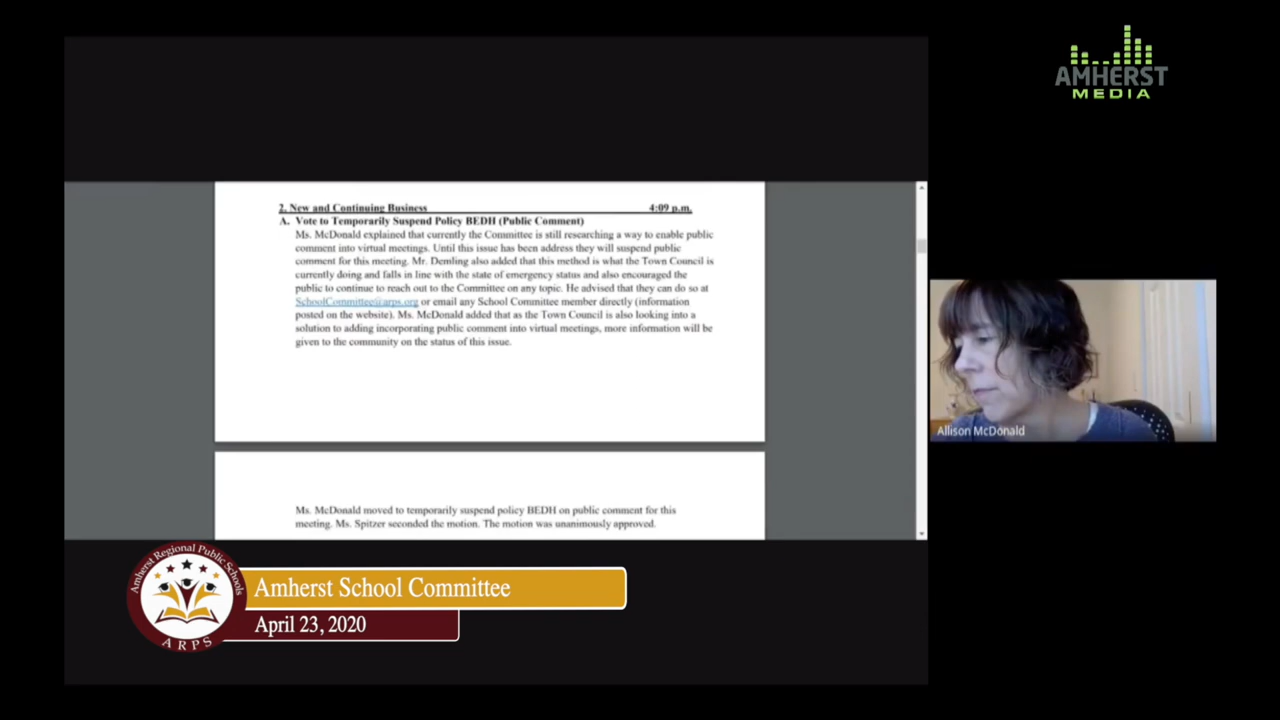 AMHERST
MEDIA
2. New and Continuing Business 4:09 p.m.
A. Vote to Temporarily Suspend Policy BEDH (Public Comment)
Ms. McDonald explained that currently the Committee is still researching a way to enable public
comment into virtual meetings. Until this issue has been address they will suspend public
comment for this meeting. Mr. Demling also added that this method is what the Town Council is
currently doing and falls in line with the state of emergency status and also encouraged the
public to continue to reach out to the Committee on any topic. He advised that they can do so at
SchoolCommittee@arps.org or email any School Committee member directly (information
posted on the website). Ms. McDonald added that as the Town Council is also looking into a
solution to adding incorporating public comment into virtual meetings, more information will be
given to the community on the status of this issue.
Ms. McDonald moved to temporarily suspend policy BEDH on public comment for this
meeting. Ms. Spitzer seconded the motion. The motion was unanimously approved.
Allison McDonald
Amherst Regional Public Schools
ARPS
Amherst School Committee
April 23, 2020